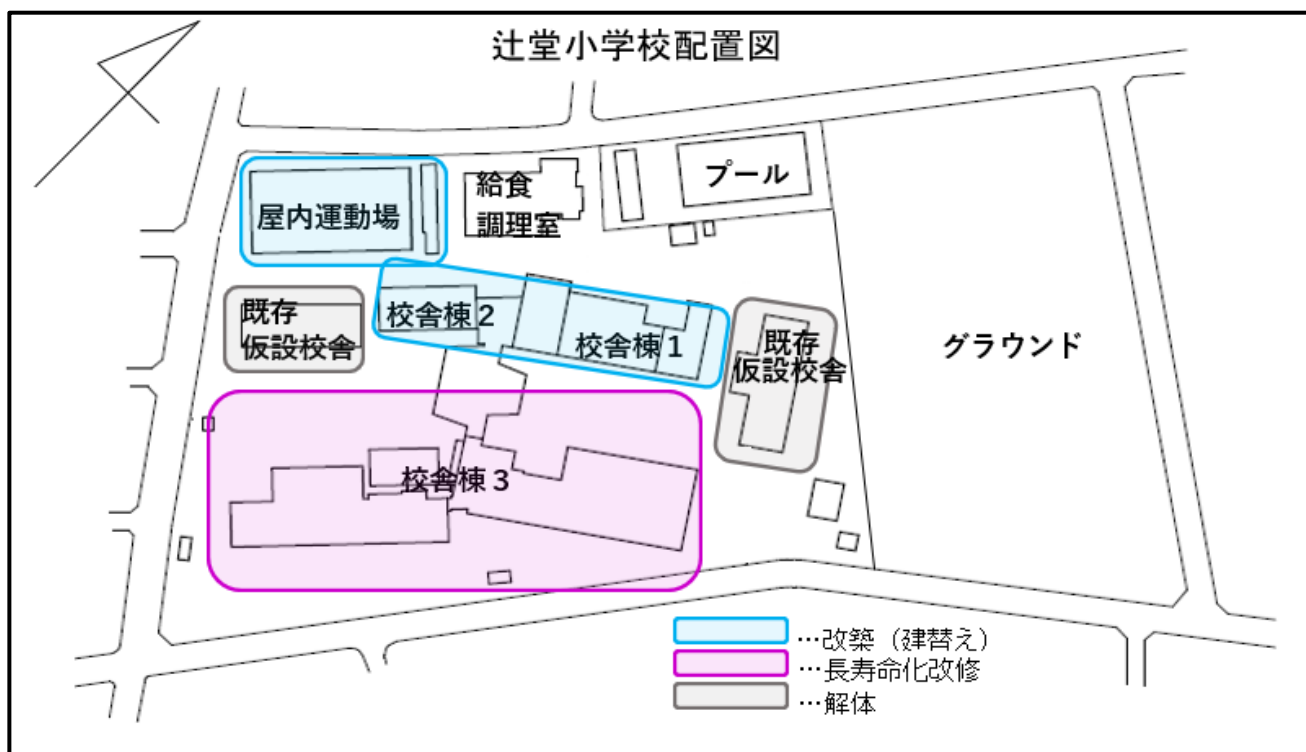 辻堂小学校配置図
屋内運動場
給食
調理室
プール
既存
仮設校舎
校舎棟２
校舎棟１
既存
仮設校舎
グラウンド
校舎棟３
…改築（建替え）
…長寿命化改修
…解体